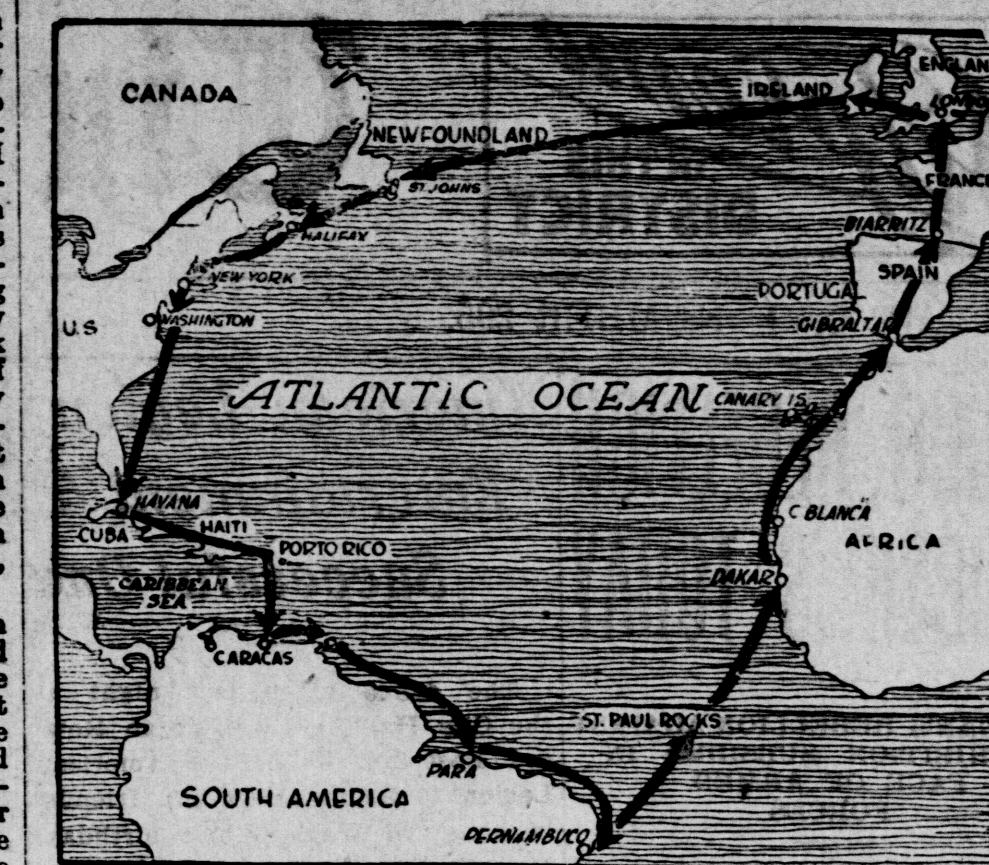 CANADA
ENGLAN
IRELAND
NEWFOUNDLAND
ST. JOHNS
FRANCE
HALIFAX
BIARRITZ
NEW YORK
SPAIN
PORTUGAL
U.S
WASHINGTON
GIBRALTAR
ATLANTIC OCEAN
CANARY IS.
HAVANA
C BLANCA
CUBA
HAITI
PORTO RICO
AFRICA
DAKAR
CARIBBEAN
SEA
CARACAS
ST. PAUL ROCKS
PARA
SOUTH AMERICA
PERNAMBUCO